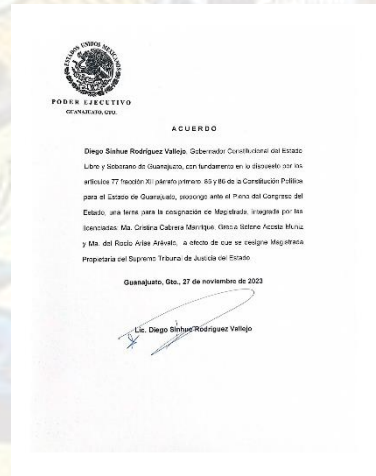 ESTADOS UNIDOS MEXICANOS
PODER EJECUTIVO
GUANAJUATO, GTO.
ACUERDO
Diego Sinhue Rodríguez Vallejo, Gobernador Constitucional del Estado
Libre y Soberano de Guanajuato, con fundamento en lo dispuesto por los
artículos 77 fracción XII párrafo primero, 85 y 86 de la Constitución Política
para el Estado de Guanajuato, propongo ante el Pleno del Congreso del
Estado, una terna para la designación de Magistrada, integrada por las
licenciadas: Ma. Cristina Cabrera Manrique, Gracia Selene Acosta Muñiz
y Ma. del Rocío Arias Arévalo, a efecto de que se designe Magistrada
Propietaria del Supremo Tribunal de Justicia del Estado.
Guanajuato, Gto., 27 de noviembre de 2023
Lic. Diego Sinhue Rodríguez Vallejo